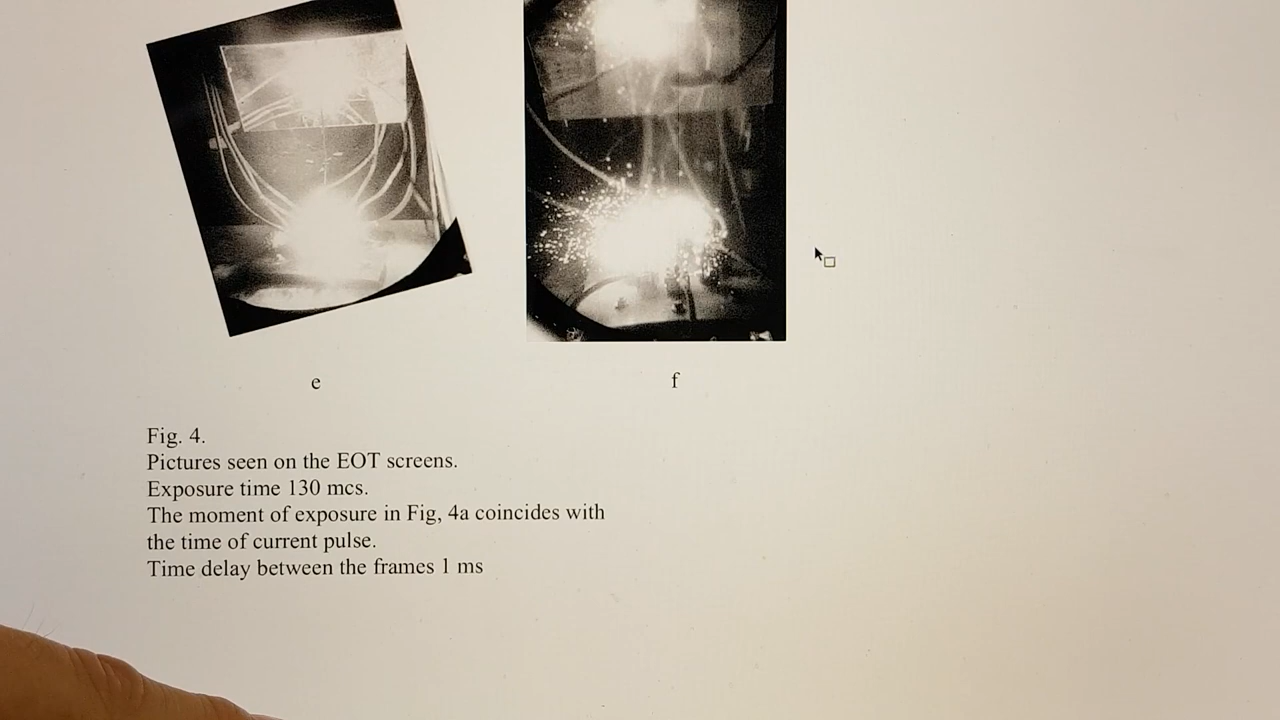 e
f
Fig. 4.
Pictures seen on the EOT screens.
Exposure time 130 mcs.
The moment of exposure in Fig, 4a coincides with
the time of current pulse.
Time delay between the frames 1 ms